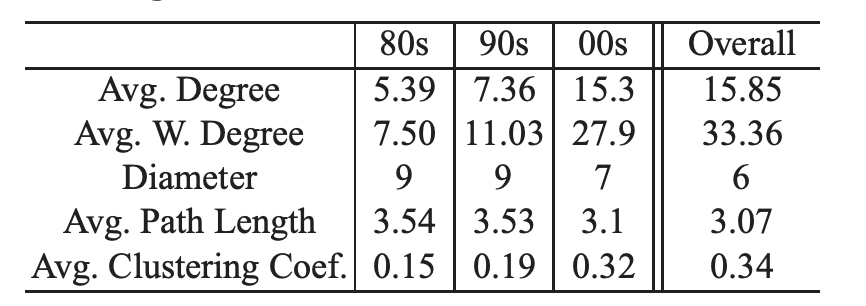 80s 90s 00s Overall
Avg. Degree 5.39 7.36 15.3 15.85
Avg. W. Degree 7.50 11.03 27.9 33.36
Diameter 9 9 7 6
Avg. Path Length 3.54 3.53 3.1 3.07
Avg. Clustering Coef. 0.15 0.19 0.32 0.34